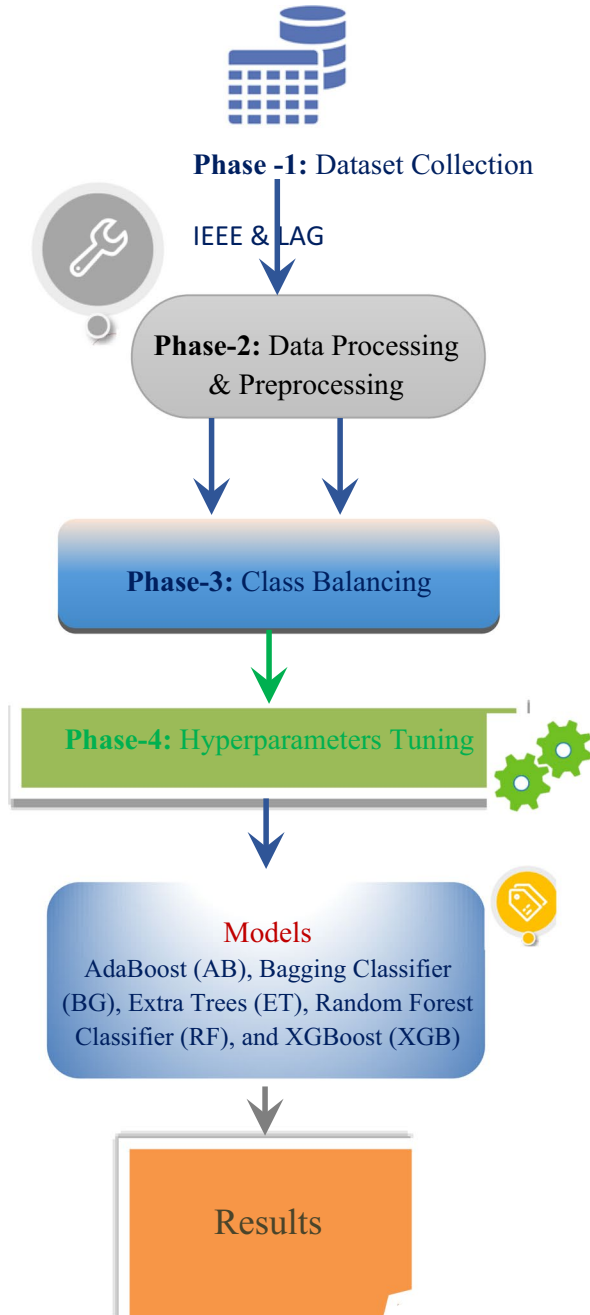 Phase -1: Dataset Collection
IEEE & LAG
Phase-2: Data Processing
& Preprocessing
Phase-3: Class Balancing
Phase-4: Hyperparameters Tuning
Models
AdaBoost (AB), Bagging Classifier
(BG), Extra Trees (ET), Random Forest
Classifier (RF), and XGBoost (XGB)
Results